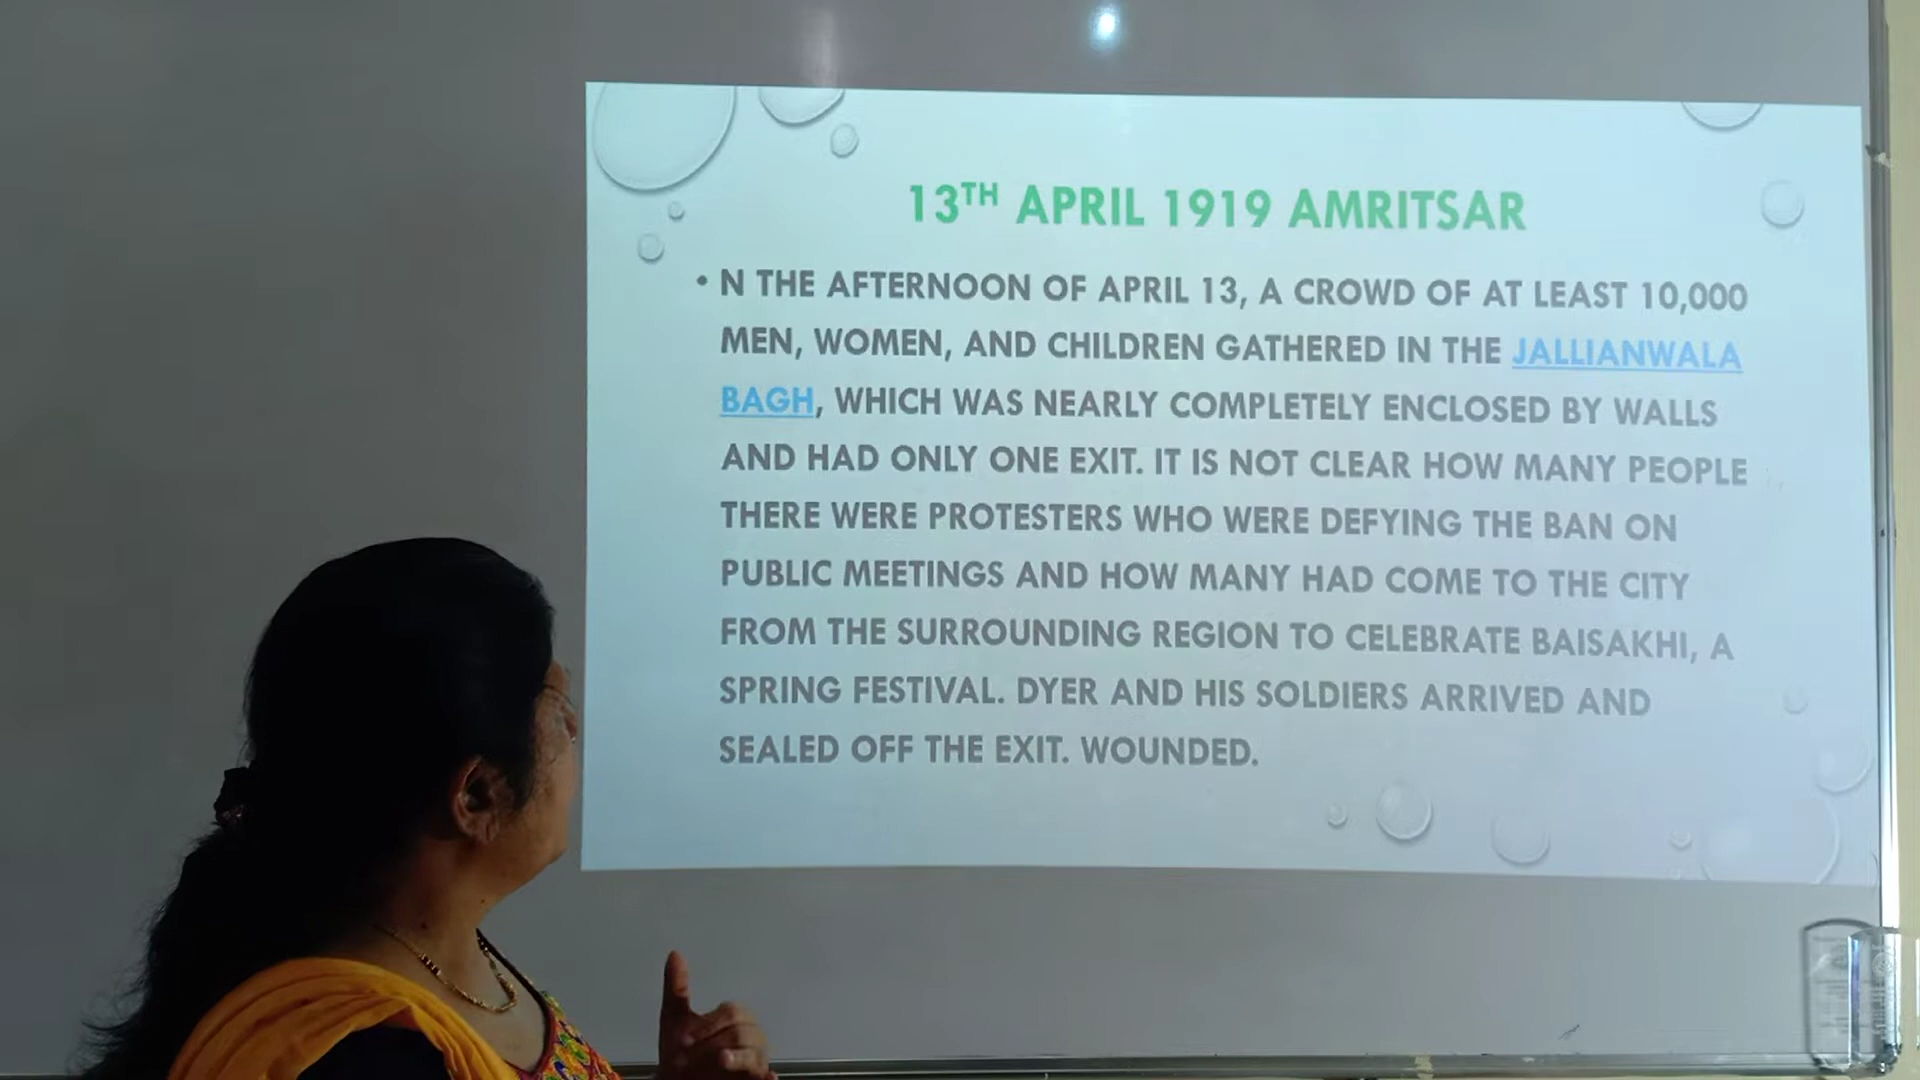 13TH APRIL 1919 AMRITSAR
• N THE AFTERNOON OF APRIL 13, A CROWD OF AT LEAST 10,000
MEN, WOMEN, AND CHILDREN GATHERED IN THE JALLIANWALA
BAGH, WHICH WAS NEARLY COMPLETELY ENCLOSED BY WALLS
AND HAD ONLY ONE EXIT. IT IS NOT CLEAR HOW MANY PEOPLE
THERE WERE PROTESTERS WHO WERE DEFYING THE BAN ON
PUBLIC MEETINGS AND HOW MANY HAD COME TO THE CITY
FROM THE SURROUNDING REGION TO CELEBRATE BAISAKHI, A
SPRING FESTIVAL. DYER AND HIS SOLDIERS ARRIVED AND
SEALED OFF THE EXIT. WOUNDED.